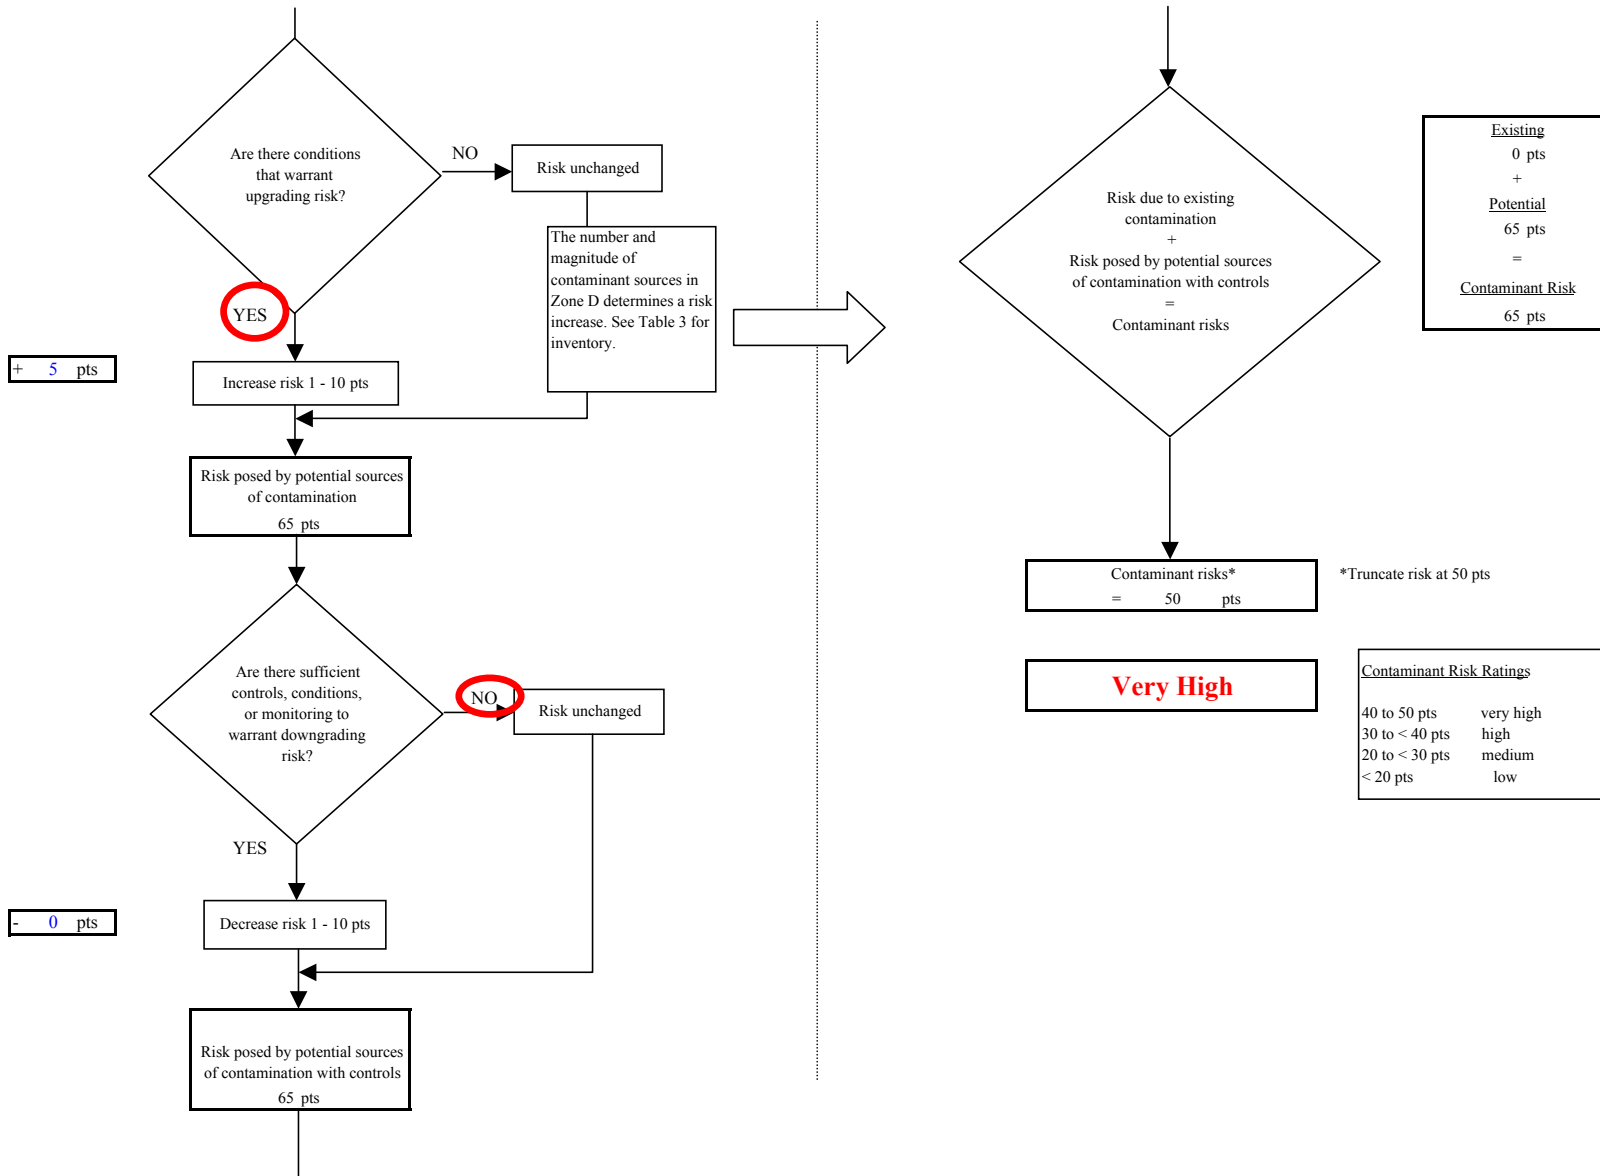 Are there conditions
that warrant
upgrading risk?
NO
Risk unchanged
The number and
magnitude of
contaminant sources in
Zone D determines a risk
increase. See Table 3 for
inventory.
YES
+ 5 pts
Increase risk 1 - 10 pts
Risk posed by potential sources
of contamination
65 pts
Are there sufficient
controls, conditions,
or monitoring to
warrant downgrading
risk?
NO
Risk unchanged
YES
- 0 pts
Decrease risk 1 - 10 pts
Risk posed by potential sources
of contamination with controls
65 pts
Risk due to existing
contamination
+
Risk posed by potential sources
of contamination with controls
=
Contaminant risks
Existing
0 pts
+
Potential
65 pts
=
Contaminant Risk
65 pts
Contaminant risks*
= 50 pts
*Truncate risk at 50 pts
Very High
Contaminant Risk Ratings
40 to 50 pts very high
30 to < 40 pts high
20 to < 30 pts medium
< 20 pts low